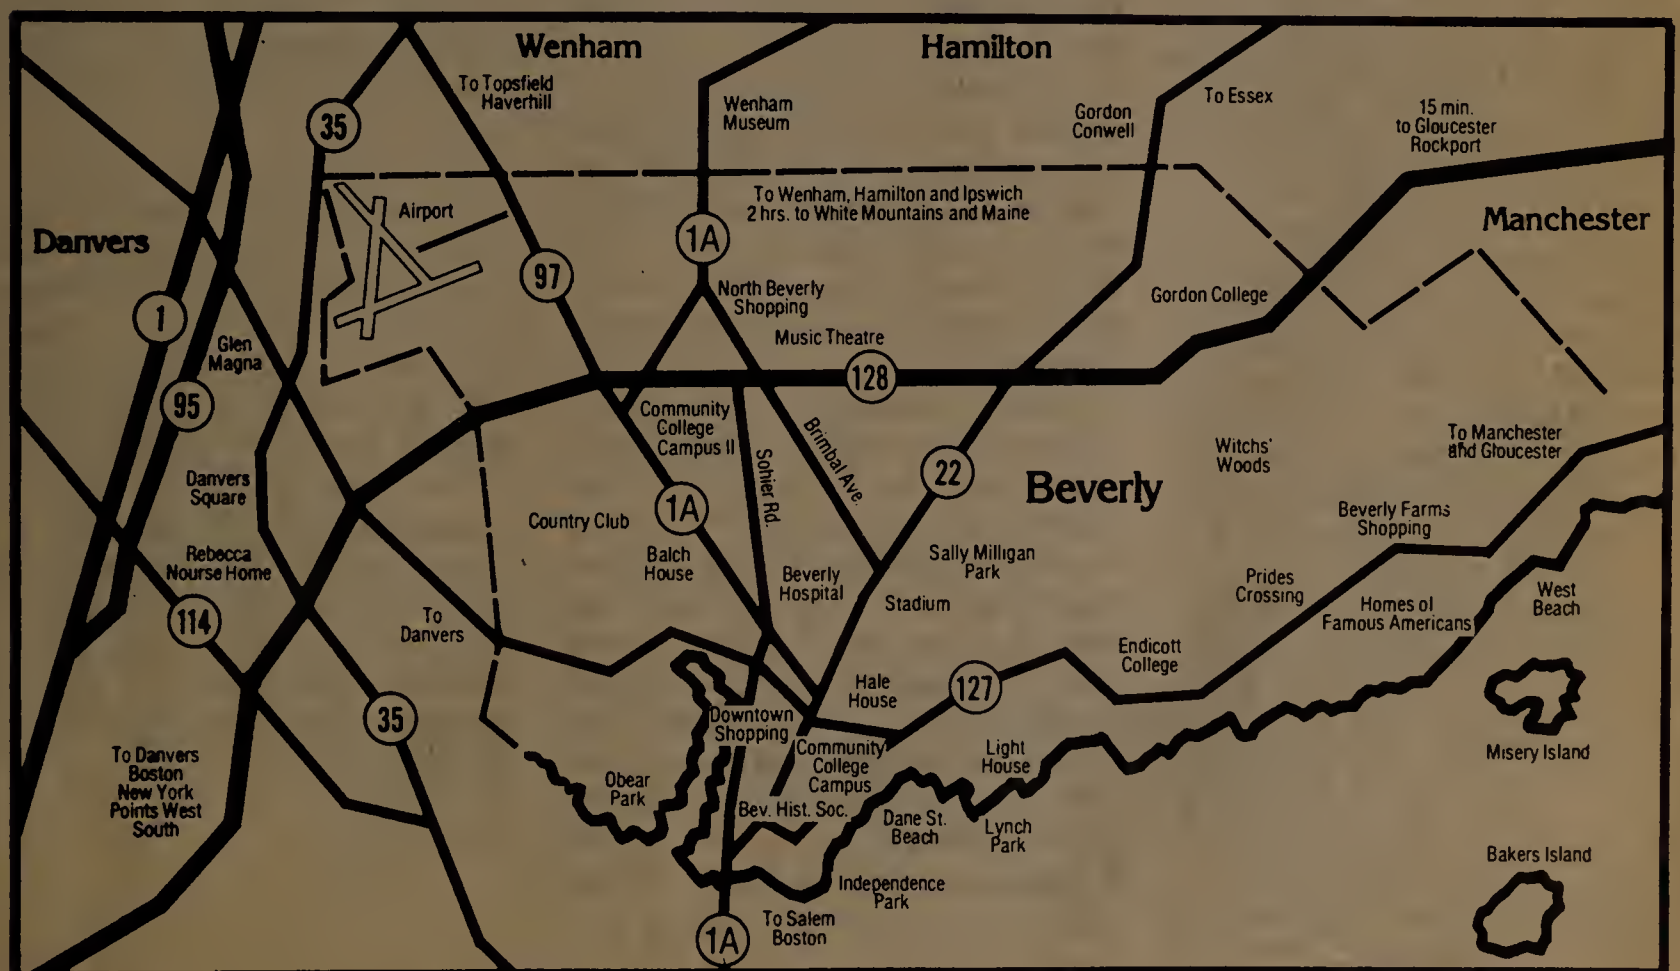 Wenham
Hamilton
To Topsfield
Haverhill
35
Wenham
Museum
Gordon
Conwell
To Essex
15 min.
to Gloucester
Rockport
Airport
To Wenham, Hamilton and Ipswich
2 hrs. to White Mountains and Maine
Manchester
Danvers
1A
97
North Beverly
Shopping
Gordon College
1
Glen
Magna
Music Theatre
128
95
Community
College
Campus II
Sohier Rd.
Brimbal Ave.
22
Witchs'
Woods
To Manchester
and Gloucester
Danvers
Square
Country Club
1A
Beverly
Beverly Farms
Shopping
Rebecca
Nourse Home
Balch
House
Beverly
Hospital
Sally Milligan
Park
Stadium
Prides
Crossing
Homes of
Famous Americans
West
Beach
114
To
Danvers
Endicott
College
35
Hale
House
127
Downtown
Shopping
Community
College
Campus
Light
House
Misery Island
To Danvers
Boston
New York
Points West
South
Obear
Park
Bev. Hist. Soc.
Dane St.
Beach
Lynch
Park
Bakers Island
Independence
Park
To Salem
Boston
1A